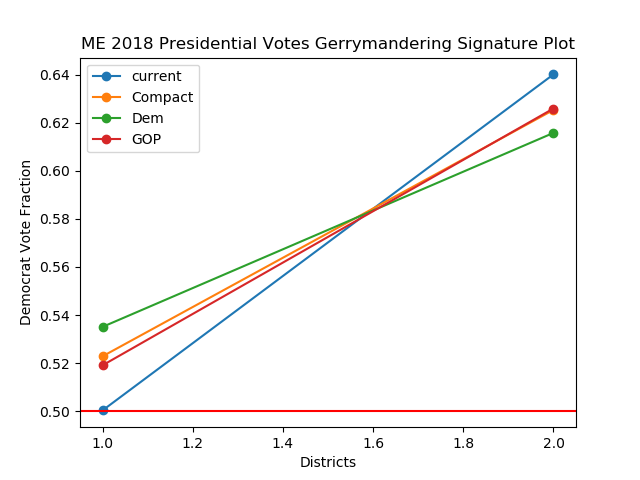 ME 2018 Presidential Votes Gerrymandering Signature Plot
current
Compact
Dem
GOP
Democrat Vote Fraction
0.64
0.62
0.60
0.58
0.56
0.54
0.52
0.50
1.0 1.2 1.4 1.6 1.8 2.0
Districts